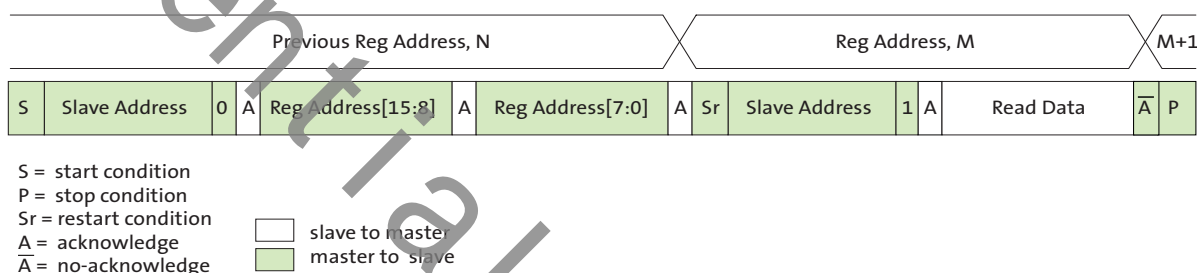 Previous Reg Address, N Reg Address, M M+1
S Slave Address 0 A Reg Address[15:8] A Reg Address[7:0] A Sr Slave Address 1 A Read Data A̅ P
S = start condition
P = stop condition
Sr = restart condition
A = acknowledge
A̅ = no-acknowledge
slave to master
master to slave
ential